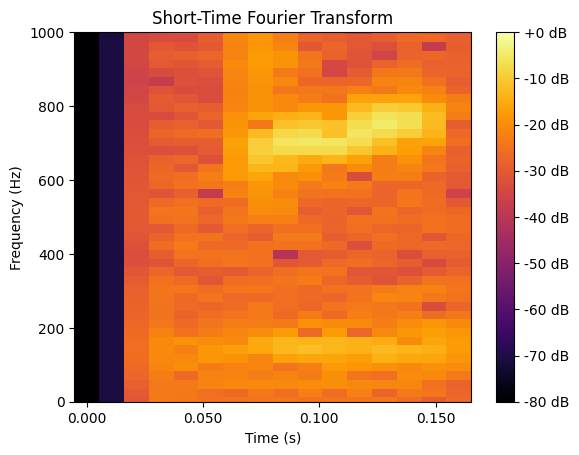 Short-Time Fourier Transform
1000
800
600
400
200
0
Frequency (Hz)
0.000
0.050
0.100
0.150
Time (s)
+0 dB
-10 dB
-20 dB
-30 dB
-40 dB
-50 dB
-60 dB
-70 dB
-80 dB